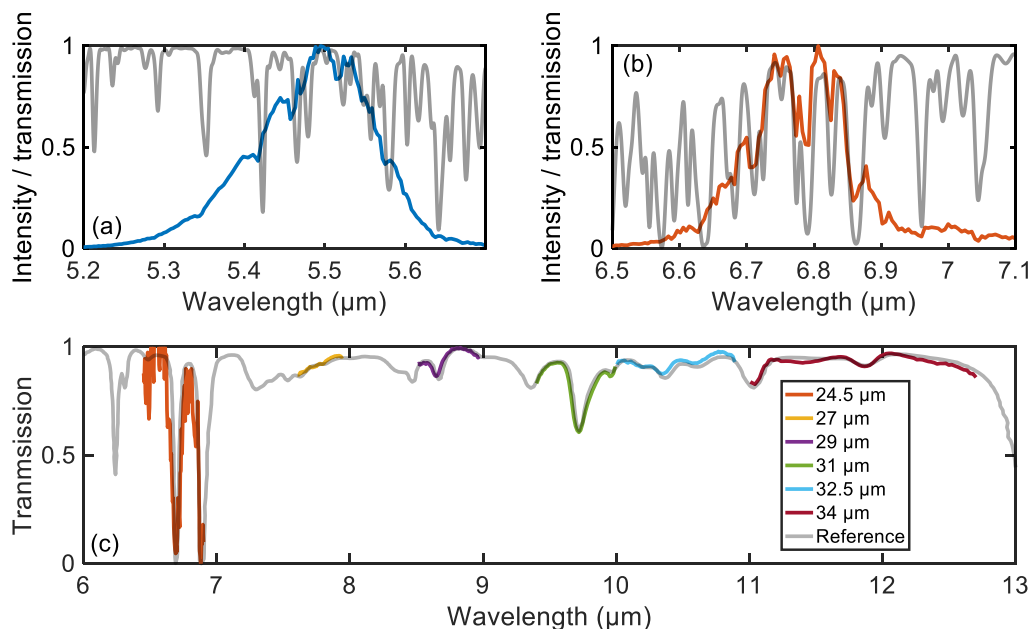 Intensity / transmission
1
0.5
0
(a)
5.2 5.3 5.4 5.5 5.6
Wavelength (µm)
Intensity / transmission
1
0.5
0
(b)
6.5 6.6 6.7 6.8 6.9 7 7.1
Wavelength (µm)
Tranmsission
1
0.5
0
(c)
24.5 µm
27 µm
29 µm
31 µm
32.5 µm
34 µm
Reference
6 7 8 9 10 11 12 13
Wavelength (µm)